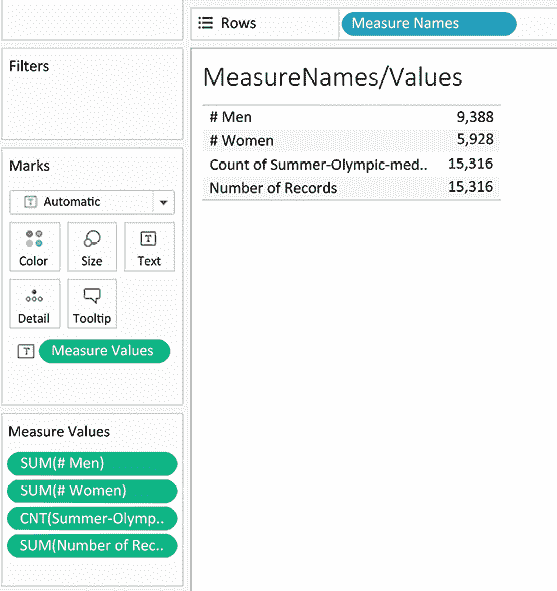 Rows
Measure Names
Filters
MeasureNames/Values
# Men 9,388
# Women 5,928
Count of Summer-Olympic-med.. 15,316
Number of Records 15,316
Marks
T Automatic
Color Size T Text
Detail Tooltip
T Measure Values
Measure Values
SUM(# Men)
SUM(# Women)
CNT(Summer-Olymp..
SUM(Number of Rec..